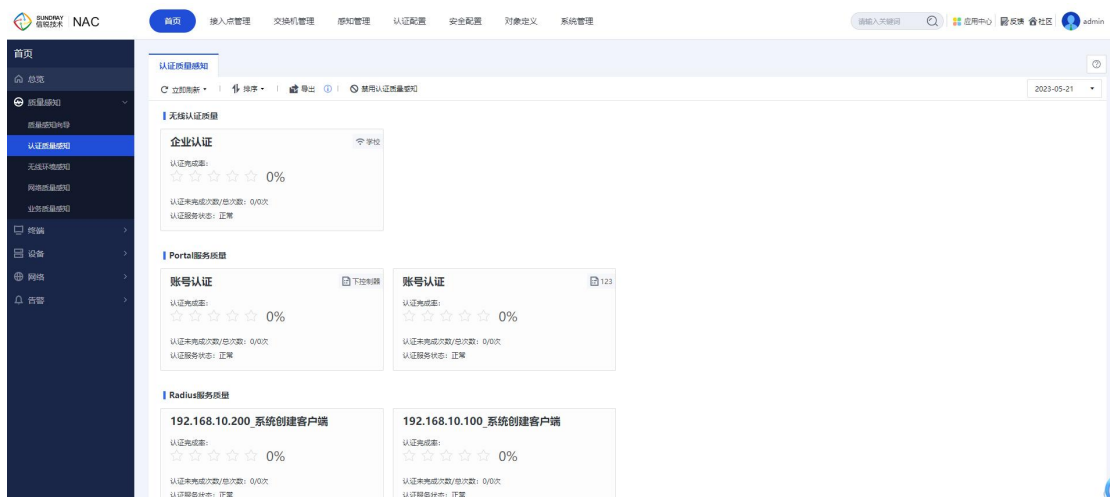 SUNDRAY 信锐技术 NAC 首页 接入点管理 交换机管理 感知管理 认证配置 安全配置 对象定义 系统管理 请输入关键词 应用中心 反馈 社区 admin
首页
总览
质量感知
质量感知向导
认证质量感知
无线环境感知
网络质量感知
业务质量感知
终端
设备
网络
告警
认证质量感知
立即刷新 排序 导出 禁用认证质量感知 2023-05-21
无线认证质量
企业认证 学校
认证完成率:
0%
认证未完成次数/总次数: 0/0次
认证服务状态: 正常
Portal服务质量
账号认证 下控制器
认证完成率:
0%
认证未完成次数/总次数: 0/0次
认证服务状态: 正常
账号认证 123
认证完成率:
0%
认证未完成次数/总次数: 0/0次
认证服务状态: 正常
Radius服务质量
192.168.10.200_系统创建客户端
认证完成率:
0%
认证未完成次数/总次数: 0/0次
认证服务状态: 正常
192.168.10.100_系统创建客户端
认证完成率:
0%
认证未完成次数/总次数: 0/0次
认证服务状态: 正常